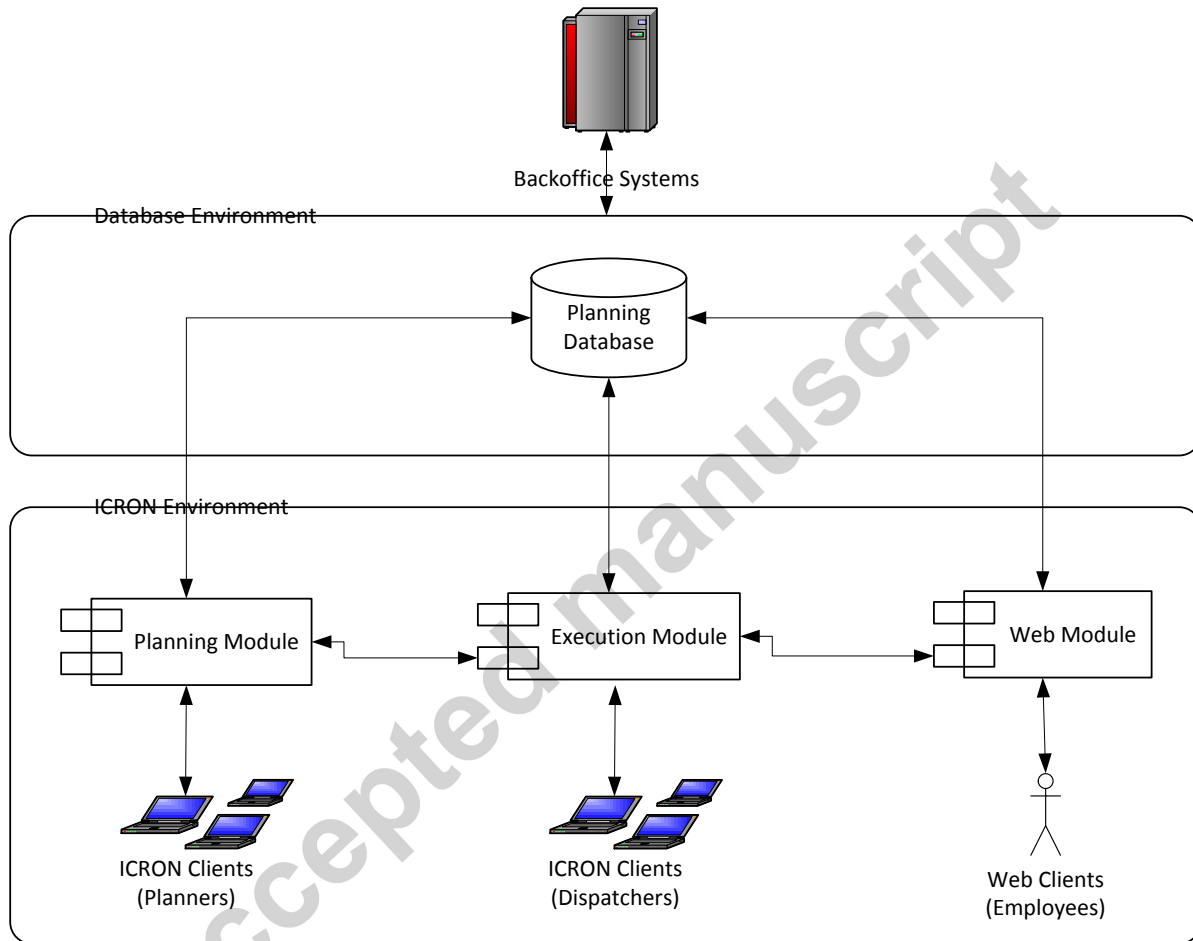 Backoffice Systems
Database Environment
Planning
Database
ICRON Environment
Planning Module
Execution Module
Web Module
ICRON Clients
(Planners)
ICRON Clients
(Dispatchers)
Web Clients
(Employees)
ccepted manuscript